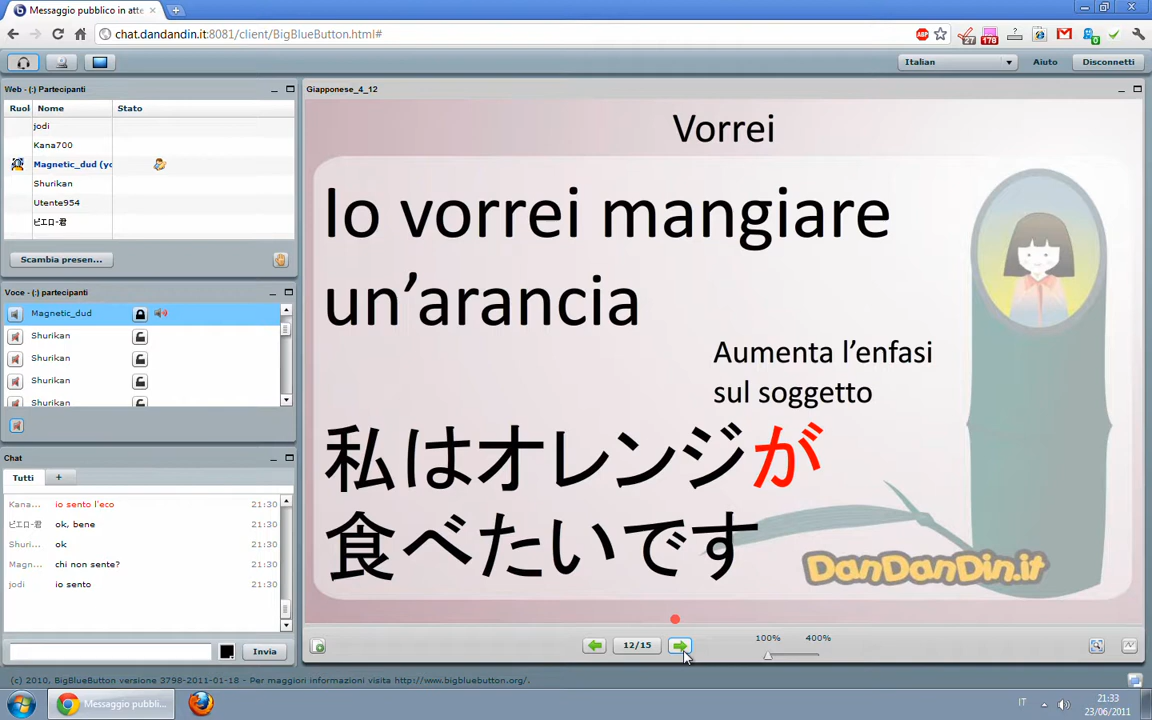 Messaggio pubblico in atte
chat.dandandin.it:8081/client/BigBlueButton.html#
ABP
27
178
0
Italian
Aiuto
Disconnetti
Web - (:) Partecipanti
Ruol Nome Stato
jodi
Kana700
Magnetic_dud (yo
Shurikan
Utente954
ピエロ-君
Scambia presen...
Voce - (:) partecipanti
Magnetic_dud
Shurikan
Shurikan
Shurikan
Shurikan
Chat
Tutti +
Kana... io sento l'eco 21:30
ピエロ-君 ok, bene 21:30
Shuri... ok 21:30
Magn... chi non sente? 21:30
jodi io sento 21:30
Invia
Giapponese_4_12
Vorrei
Io vorrei mangiare
un'arancia
Aumenta l'enfasi
sul soggetto
私はオレンジが
食べたいです
DanDanDin.it
12/15
100% 400%
(c) 2010, BigBlueButton versione 3798-2011-01-18 - Per maggiori informazioni visita http://www.bigbluebutton.org/.
Messaggio pubbli...
IT
21:33
23/06/2011